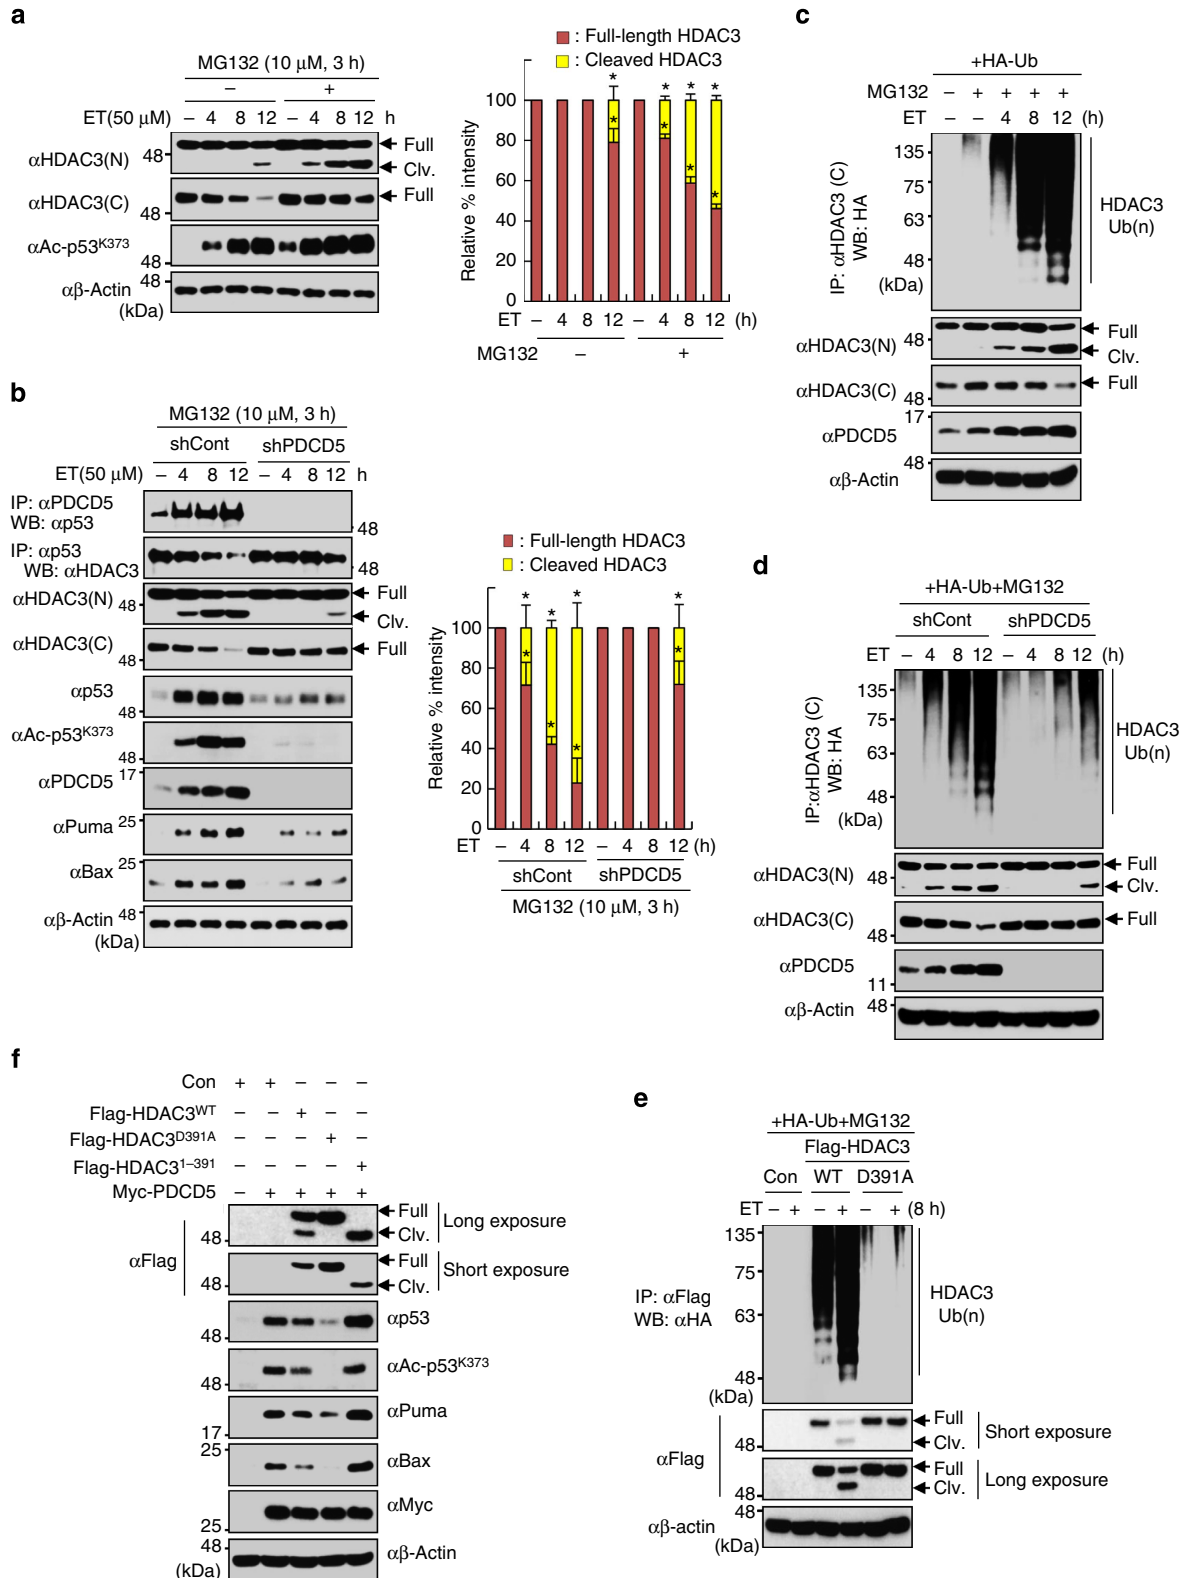 a
MG132 (10 μM, 3 h)
– +
ET(50 μM) – 4 8 12 – 4 8 12 h
αHDAC3(N) 48 Full
Clv.
αHDAC3(C) 48 Full
αAc-p53K373 48
αβ-Actin 48
(kDa)
: Full-length HDAC3
: Cleaved HDAC3
Relative % intensity
100
80
60
40
20
0
* * * *
* * * *
ET – 4 8 12 – 4 8 12 (h)
MG132 – +
b
MG132 (10 μM, 3 h)
shCont shPDCD5
ET(50 μM) – 4 8 12 – 4 8 12 h
IP: αPDCD5
WB: αp53 48
IP: αp53
WB: αHDAC3 48
αHDAC3(N) 48 Full
Clv.
αHDAC3(C) 48 Full
αp53 48
αAc-p53K373 48
αPDCD5 17
αPuma 25
αBax 25
αβ-Actin 48
(kDa)
: Full-length HDAC3
: Cleaved HDAC3
Relative % intensity
100
80
60
40
20
0
* * * *
* * * *
ET – 4 8 12 – 4 8 12 (h)
shCont shPDCD5
MG132 (10 μM, 3 h)
c
+HA-Ub
MG132 – + + + +
ET – – 4 8 12 (h)
IP: αHDAC3 (C)
WB: HA
135
75
63
48
(kDa)
HDAC3
Ub(n)
αHDAC3(N) 48 Full
Clv.
αHDAC3(C) 48 Full
αPDCD5 17
αβ-Actin 48
d
+HA-Ub+MG132
shCont shPDCD5
ET – 4 8 12 – 4 8 12 (h)
IP:αHDAC3 (C)
WB: HA
135
75
63
48
(kDa)
HDAC3
Ub(n)
αHDAC3(N) 48 Full
Clv.
αHDAC3(C) 48 Full
αPDCD5 11
αβ-Actin 48
f
Con + + – – –
Flag-HDAC3WT – – + – –
Flag-HDAC3D391A – – – + –
Flag-HDAC31–391 – – – – +
Myc-PDCD5 – + + + +
αFlag
48 Full
Clv.
Long exposure
48 Full
Clv.
Short exposure
48 αp53
48 αAc-p53K373
17 αPuma
25 αBax
25 αMyc
48 αβ-Actin
(kDa)
e
+HA-Ub+MG132
Flag-HDAC3
Con WT D391A
ET – + – + – + (8 h)
IP: αFlag
WB: αHA
135
75
63
48
(kDa)
HDAC3
Ub(n)
αFlag
48 Full
Clv.
Short exposure
48 Full
Clv.
Long exposure
αβ-actin 48
(kDa)